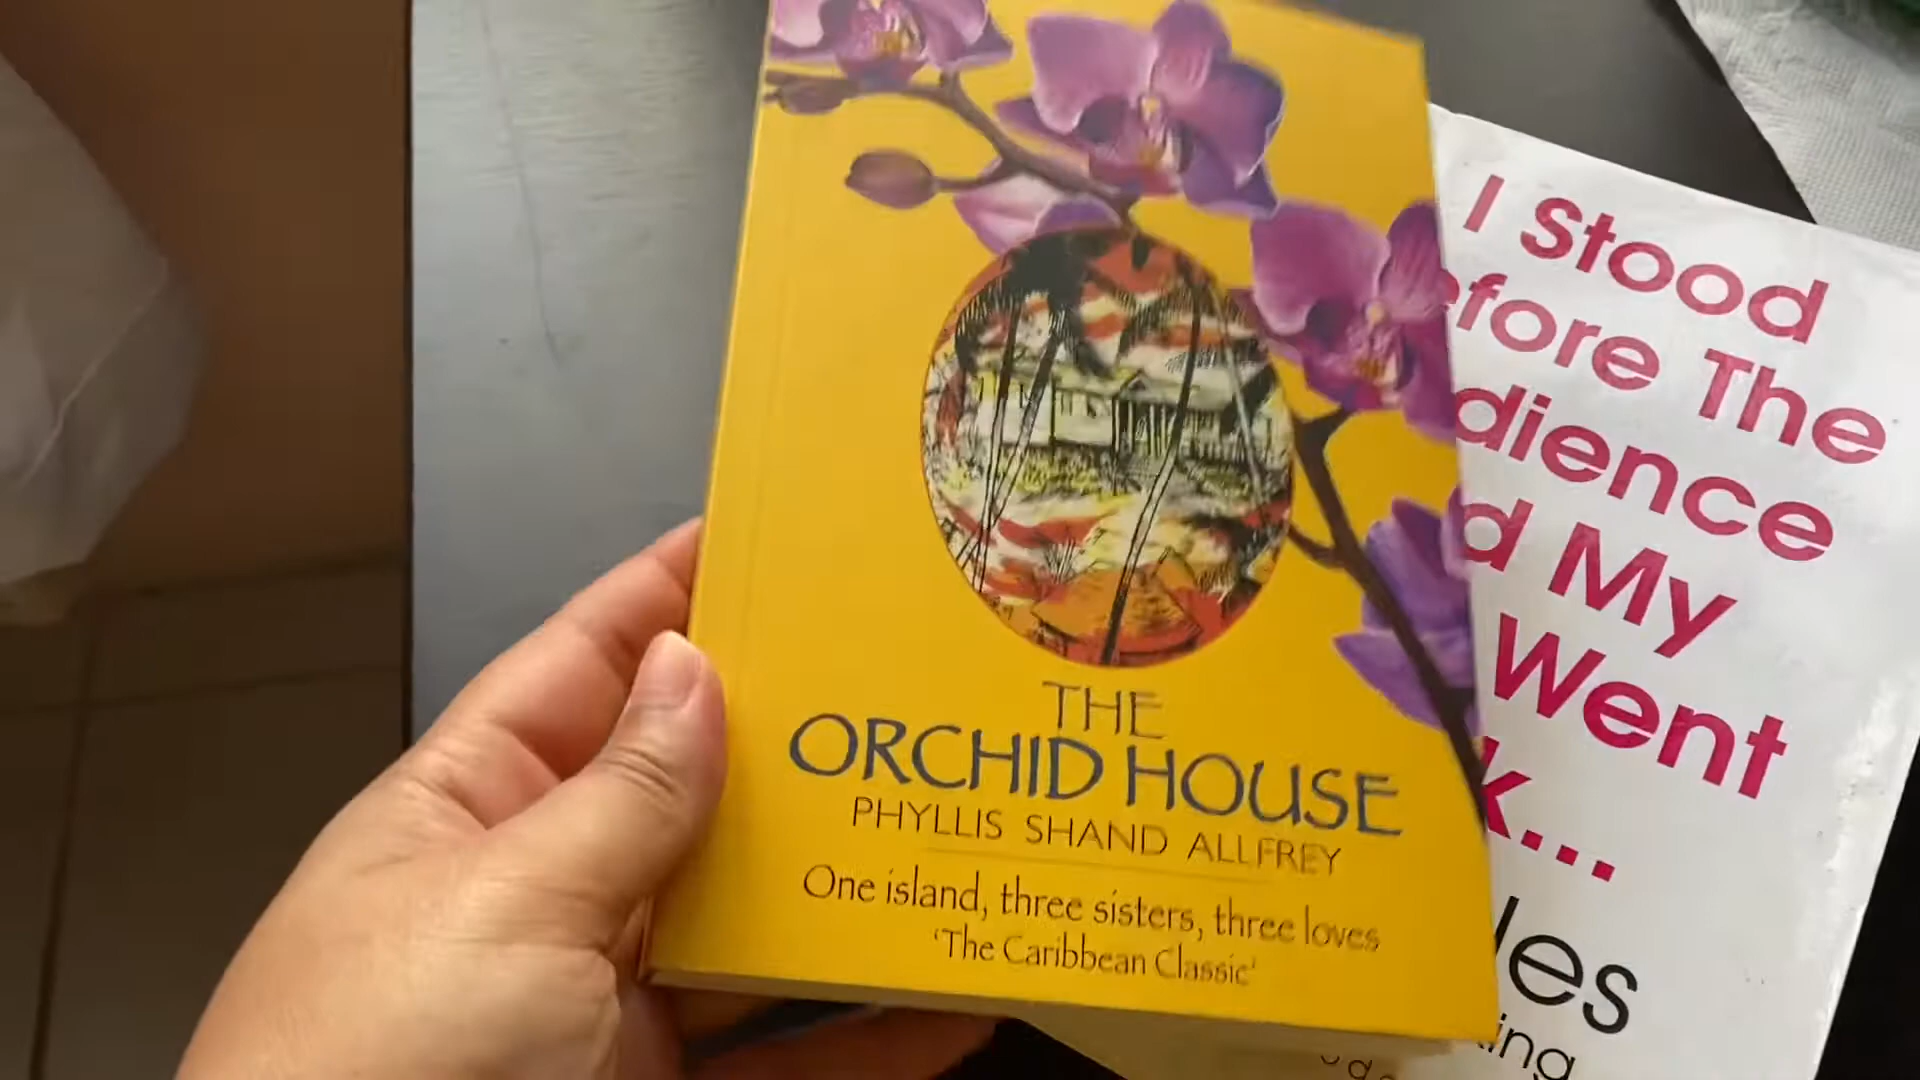 THE
ORCHID HOUSE
PHYLLIS SHAND ALLFREY
One island, three sisters, three loves
'The Caribbean Classic'
I Stood
efore The
dience
d My
Went
k...
les
ing